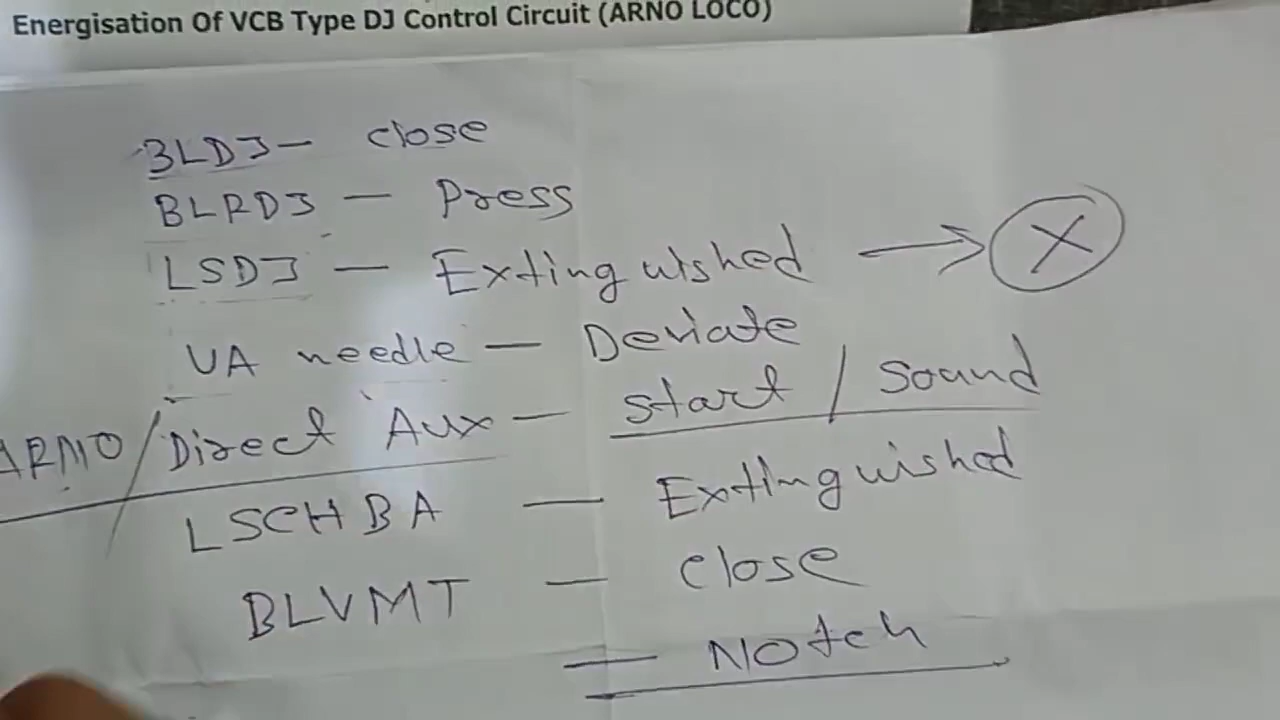 Energisation Of VCB Type DJ Control Circuit (ARNO LOCO)
BLDJ - close
BLRDJ - Press
LSDJ - Extinguished → X
UA needle - Deviate
ARNO/Direct Aux - start / sound
LSCHBA - Extinguished
BLVMT - close
- Notch